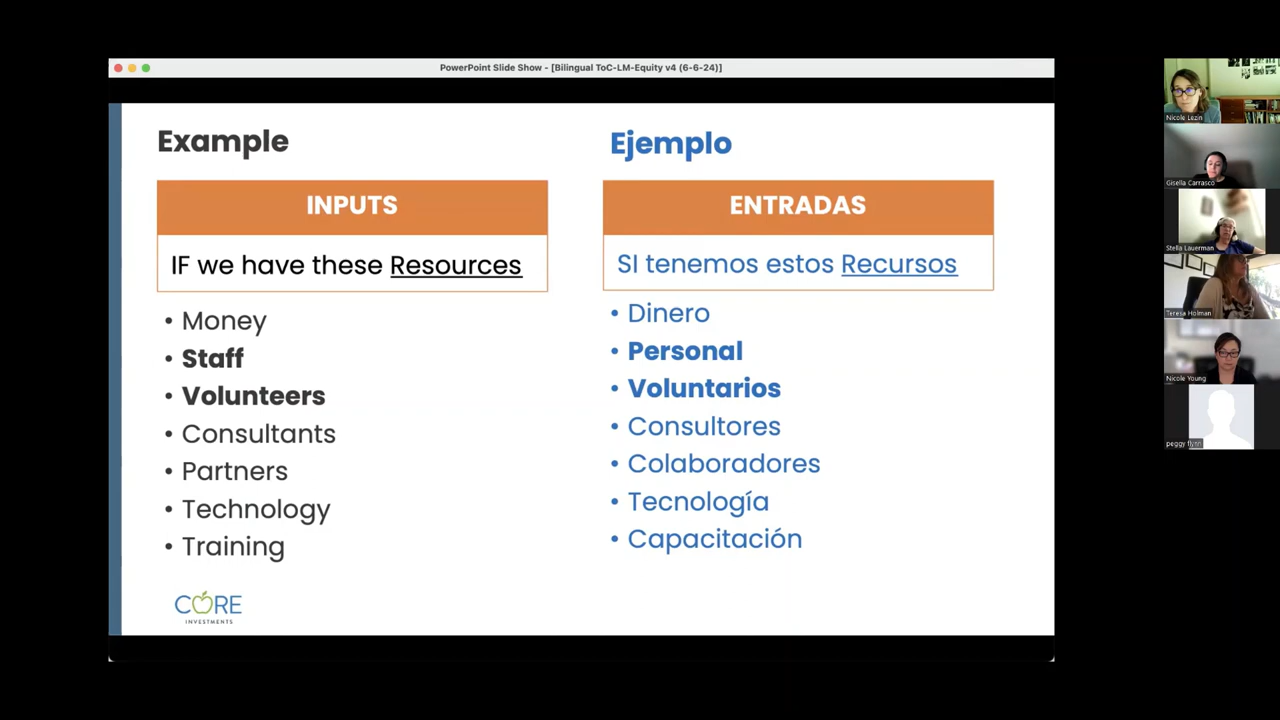 PowerPoint Slide Show - [Bilingual ToC-LM-Equity v4 (6-6-24)]
Example
INPUTS
IF we have these Resources
• Money
• Staff
• Volunteers
• Consultants
• Partners
• Technology
• Training
Ejemplo
ENTRADAS
SI tenemos estos Recursos
• Dinero
• Personal
• Voluntarios
• Consultores
• Colaboradores
• Tecnología
• Capacitación
CORE
INVESTMENTS
Nicole Lezin
Gisella Carrasco
Stella Lauerman
Teresa Holman
Nicole Young
peggy flynn